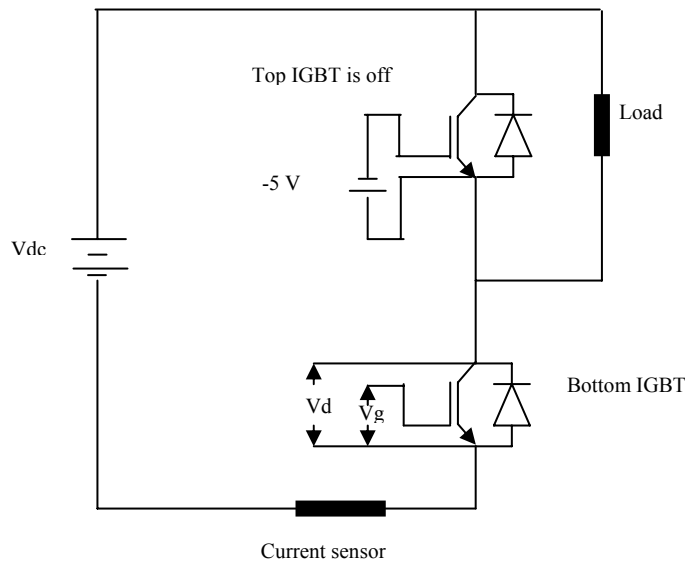 Top IGBT is off
Load
-5 V
Vdc
Bottom IGBT
Vd
Vg
Current sensor